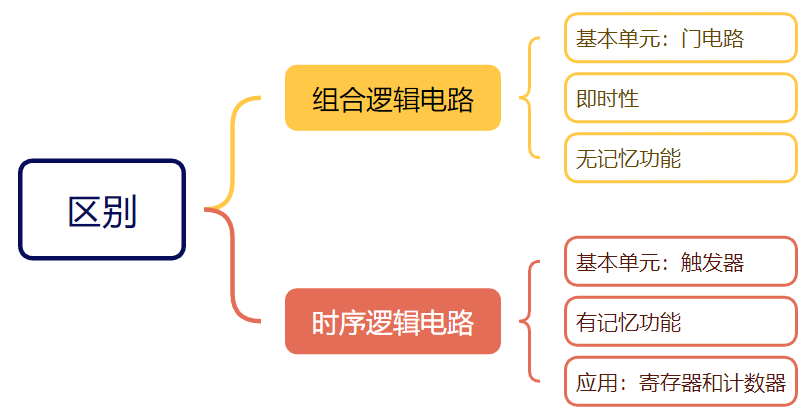 区别
组合逻辑电路
基本单元：门电路
即时性
无记忆功能
时序逻辑电路
基本单元：触发器
有记忆功能
应用：寄存器和计数器